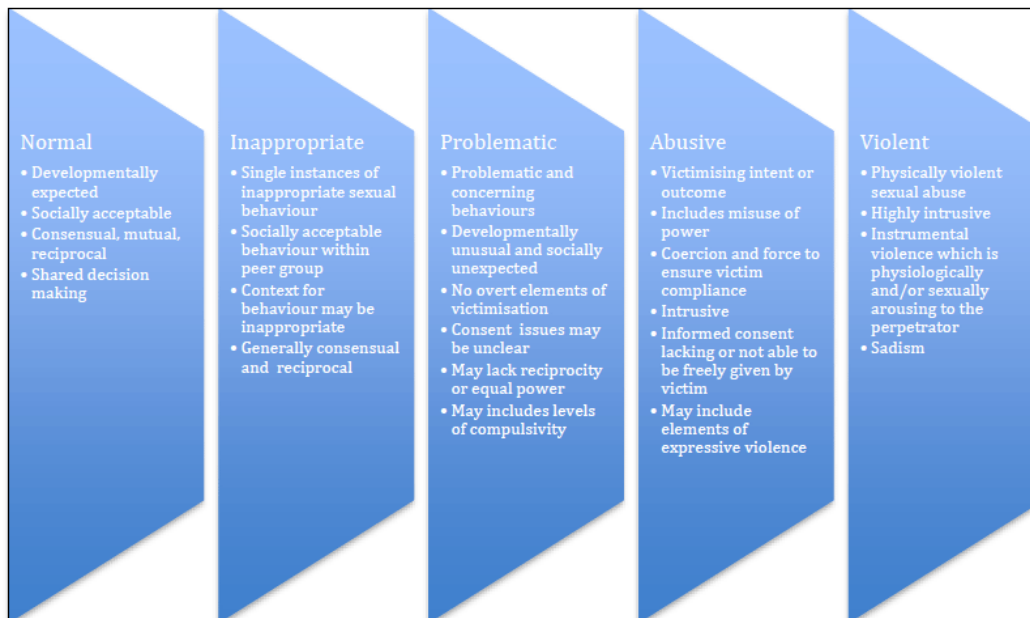 Normal
• Developmentally
expected
• Socially acceptable
• Consensual, mutual,
reciprocal
• Shared decision
making
Inappropriate
• Single instances of
inappropriate sexual
behaviour
• Socially acceptable
behaviour within
peer group
• Context for
behaviour may be
inappropriate
• Generally consensual
and reciprocal
Problematic
• Problematic and
concerning
behaviours
• Developmentally
unusual and socially
unexpected
• No overt elements of
victimisation
• Consent issues may
be unclear
• May lack reciprocity
or equal power
• May includes levels
of compulsivity
Abusive
• Victimising intent or
outcome
• Includes misuse of
power
• Coercion and force to
ensure victim
compliance
• Intrusive
• Informed consent
lacking or not able to
be freely given by
victim
• May include
elements of
expressive violence
Violent
• Physically violent
sexual abuse
• Highly intrusive
• Instrumental
violence which is
physiologically
and/or sexually
arousing to the
perpetrator
• Sadism